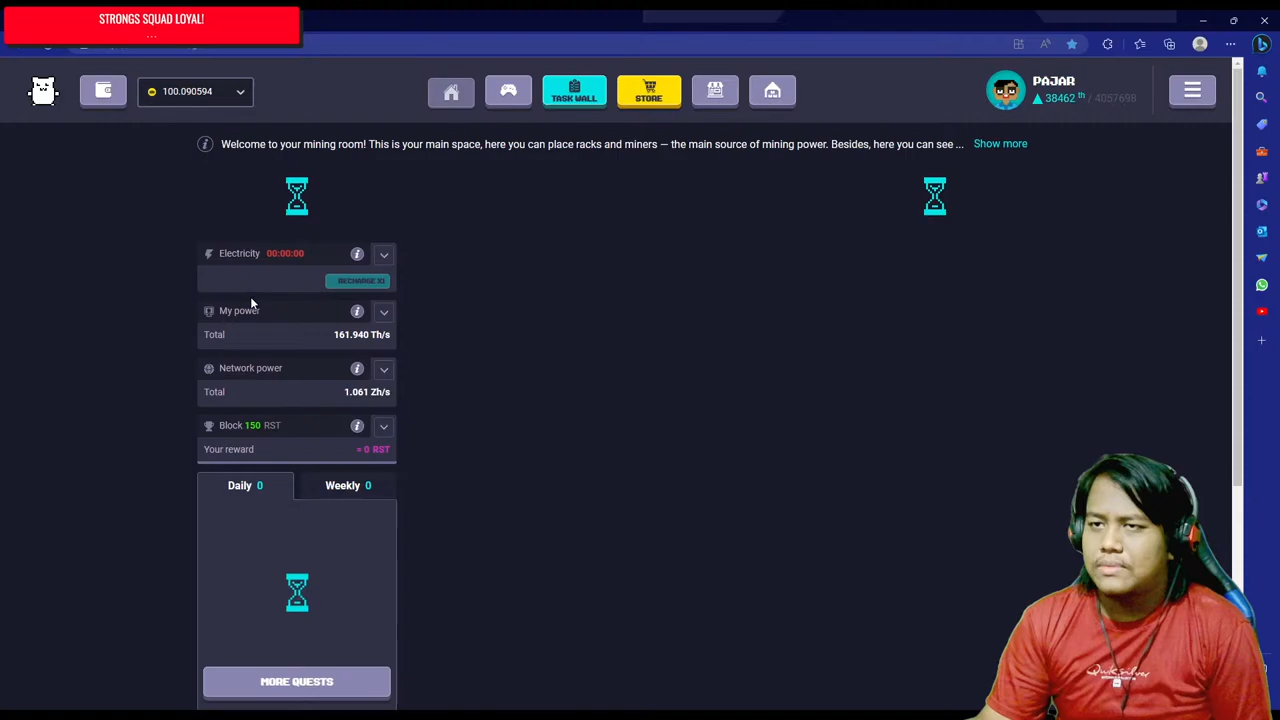 STRONGS SQUAD LOYAL!
...
100.090594
TASK WALL
STORE
PAJAR
38462 th / 4057698
Welcome to your mining room! This is your main space, here you can place racks and miners — the main source of mining power. Besides, here you can see ... Show more
Electricity 00:00:00
RECHARGE X1
My power
Total 161.940 Th/s
Network power
Total 1.061 Zh/s
Block 150 RST
Your reward ≈ 0 RST
Daily 0 Weekly 0
MORE QUESTS
Quiksilver